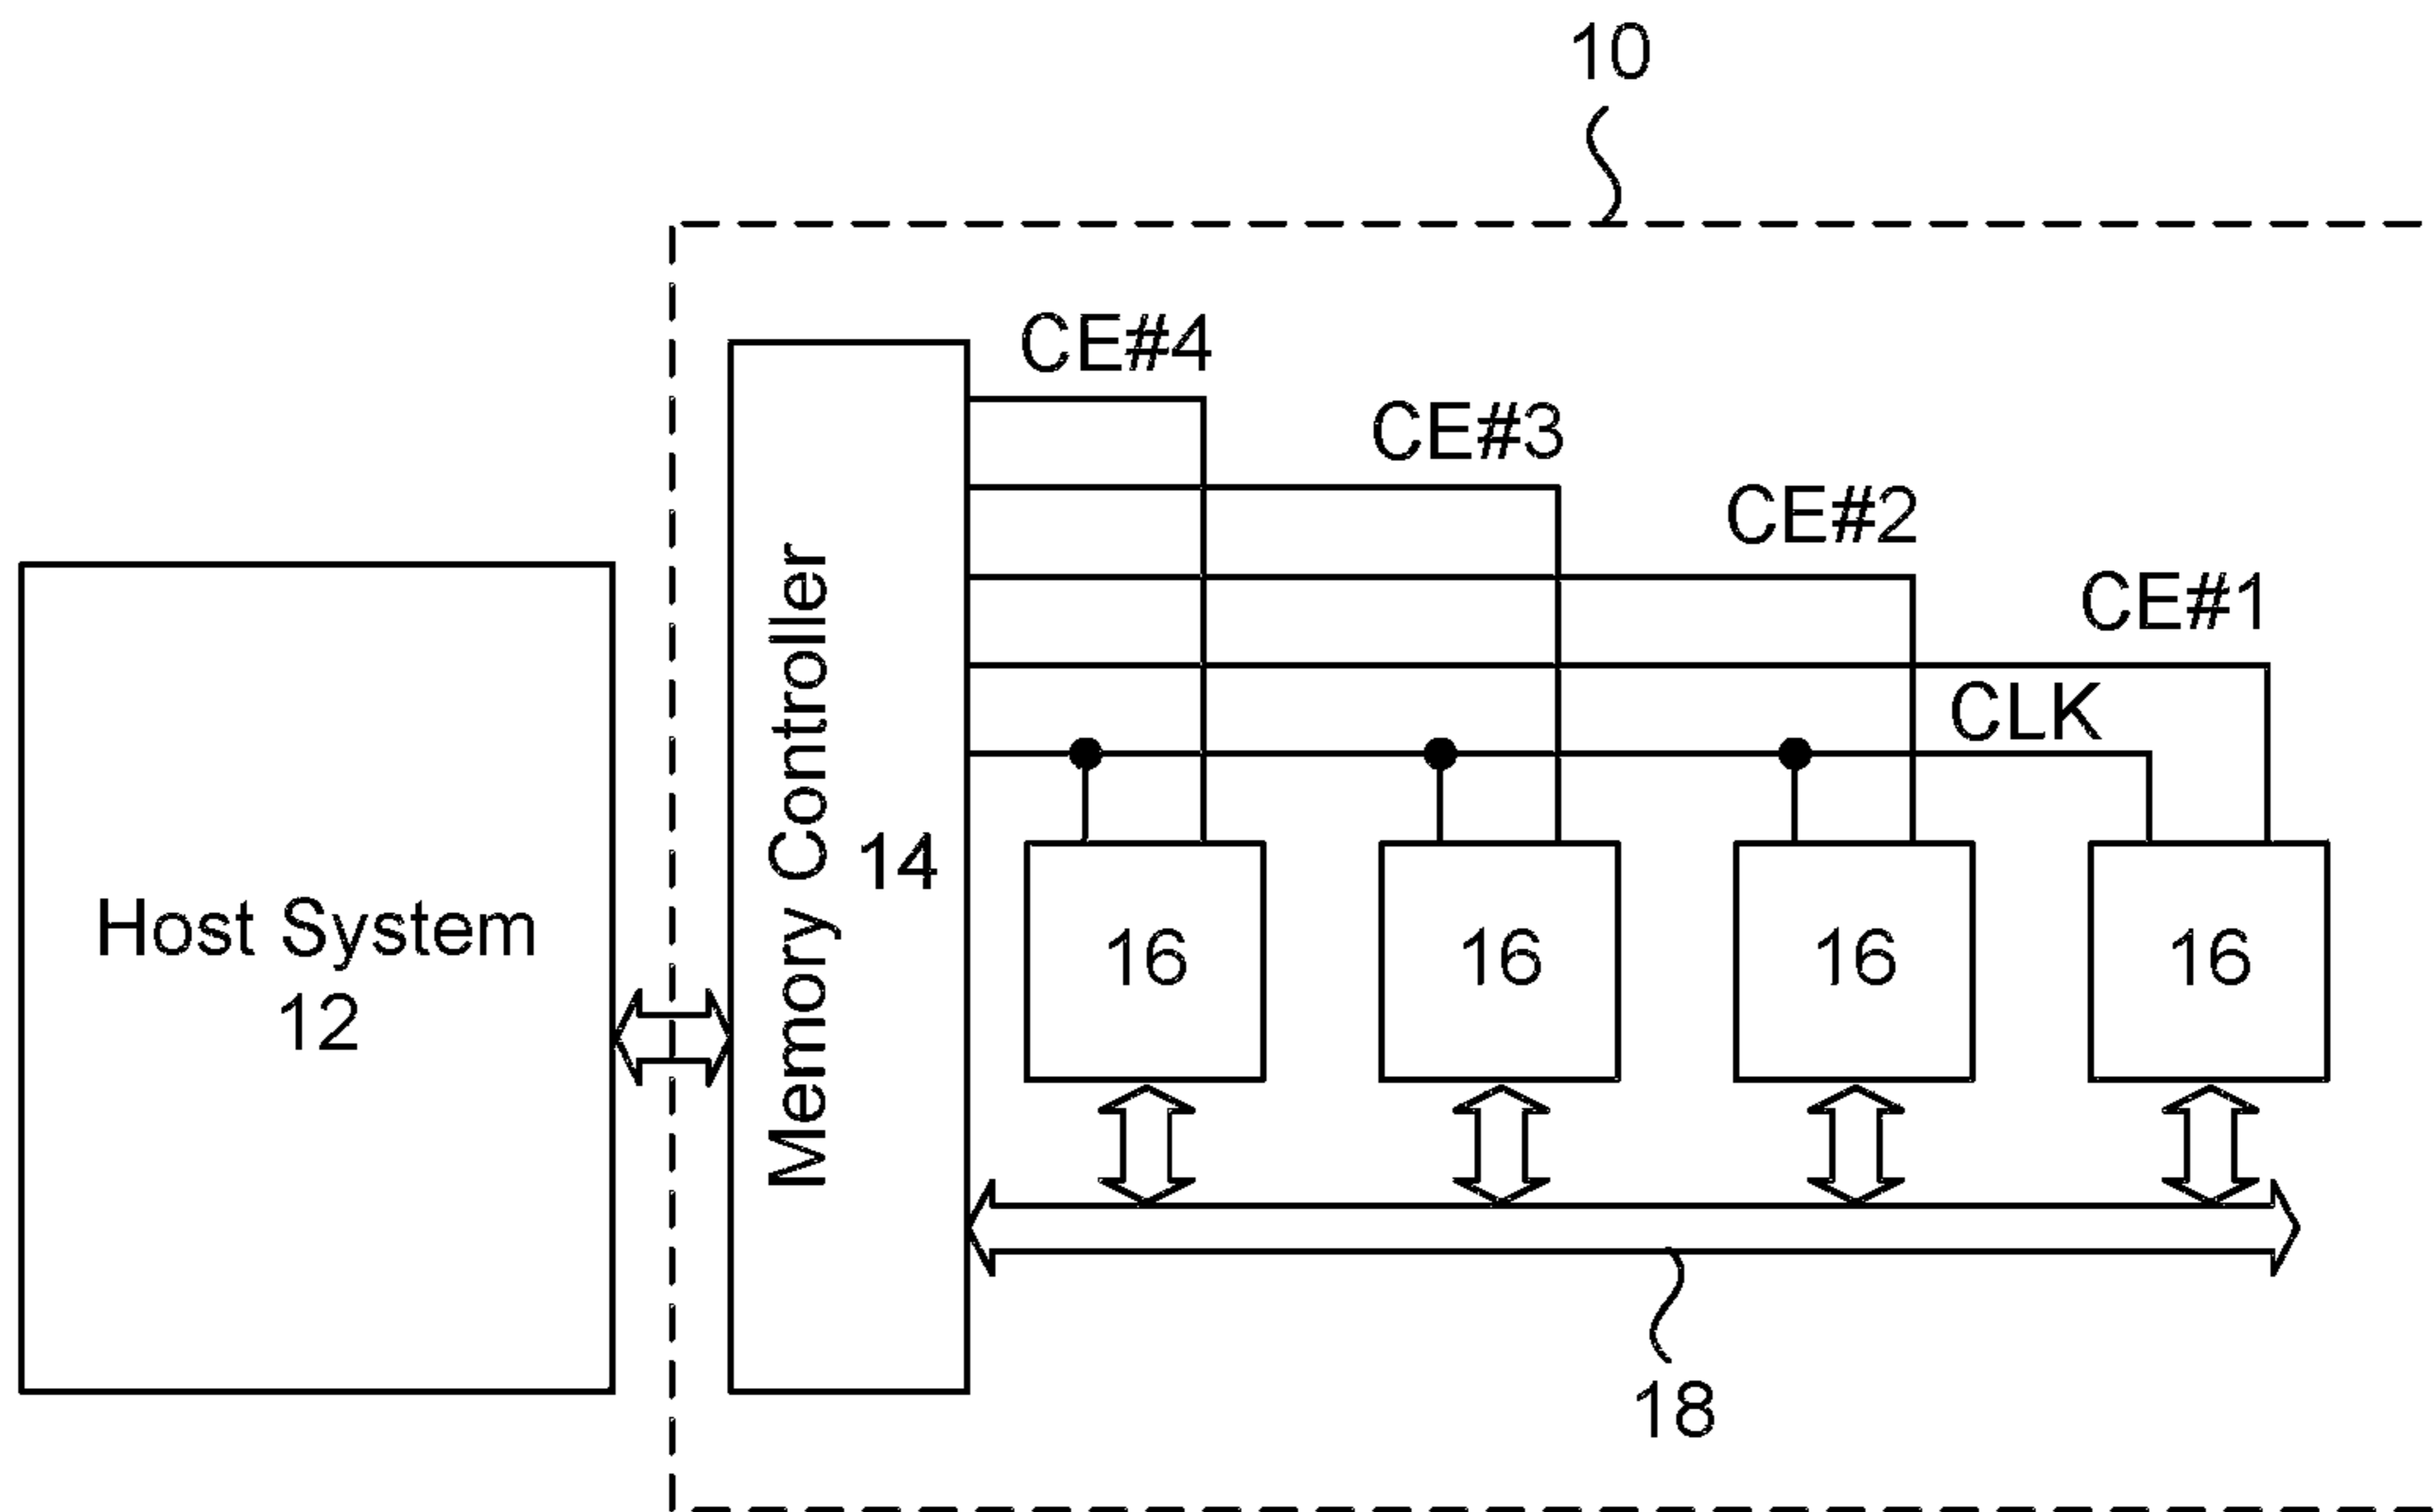 10
CE#4
CE#3
CE#2
CE#1
CLK
Memory Controller
14
Host System
12
16
16
16
16
18